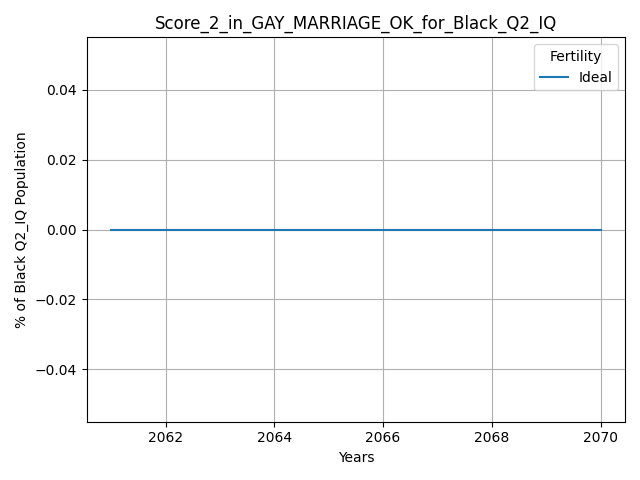 Score_2_in_GAY_MARRIAGE_OK_for_Black_Q2_IQ
Fertility
Ideal
% of Black Q2_IQ Population
0.04
0.02
0.00
−0.02
−0.04
2062 2064 2066 2068 2070
Years